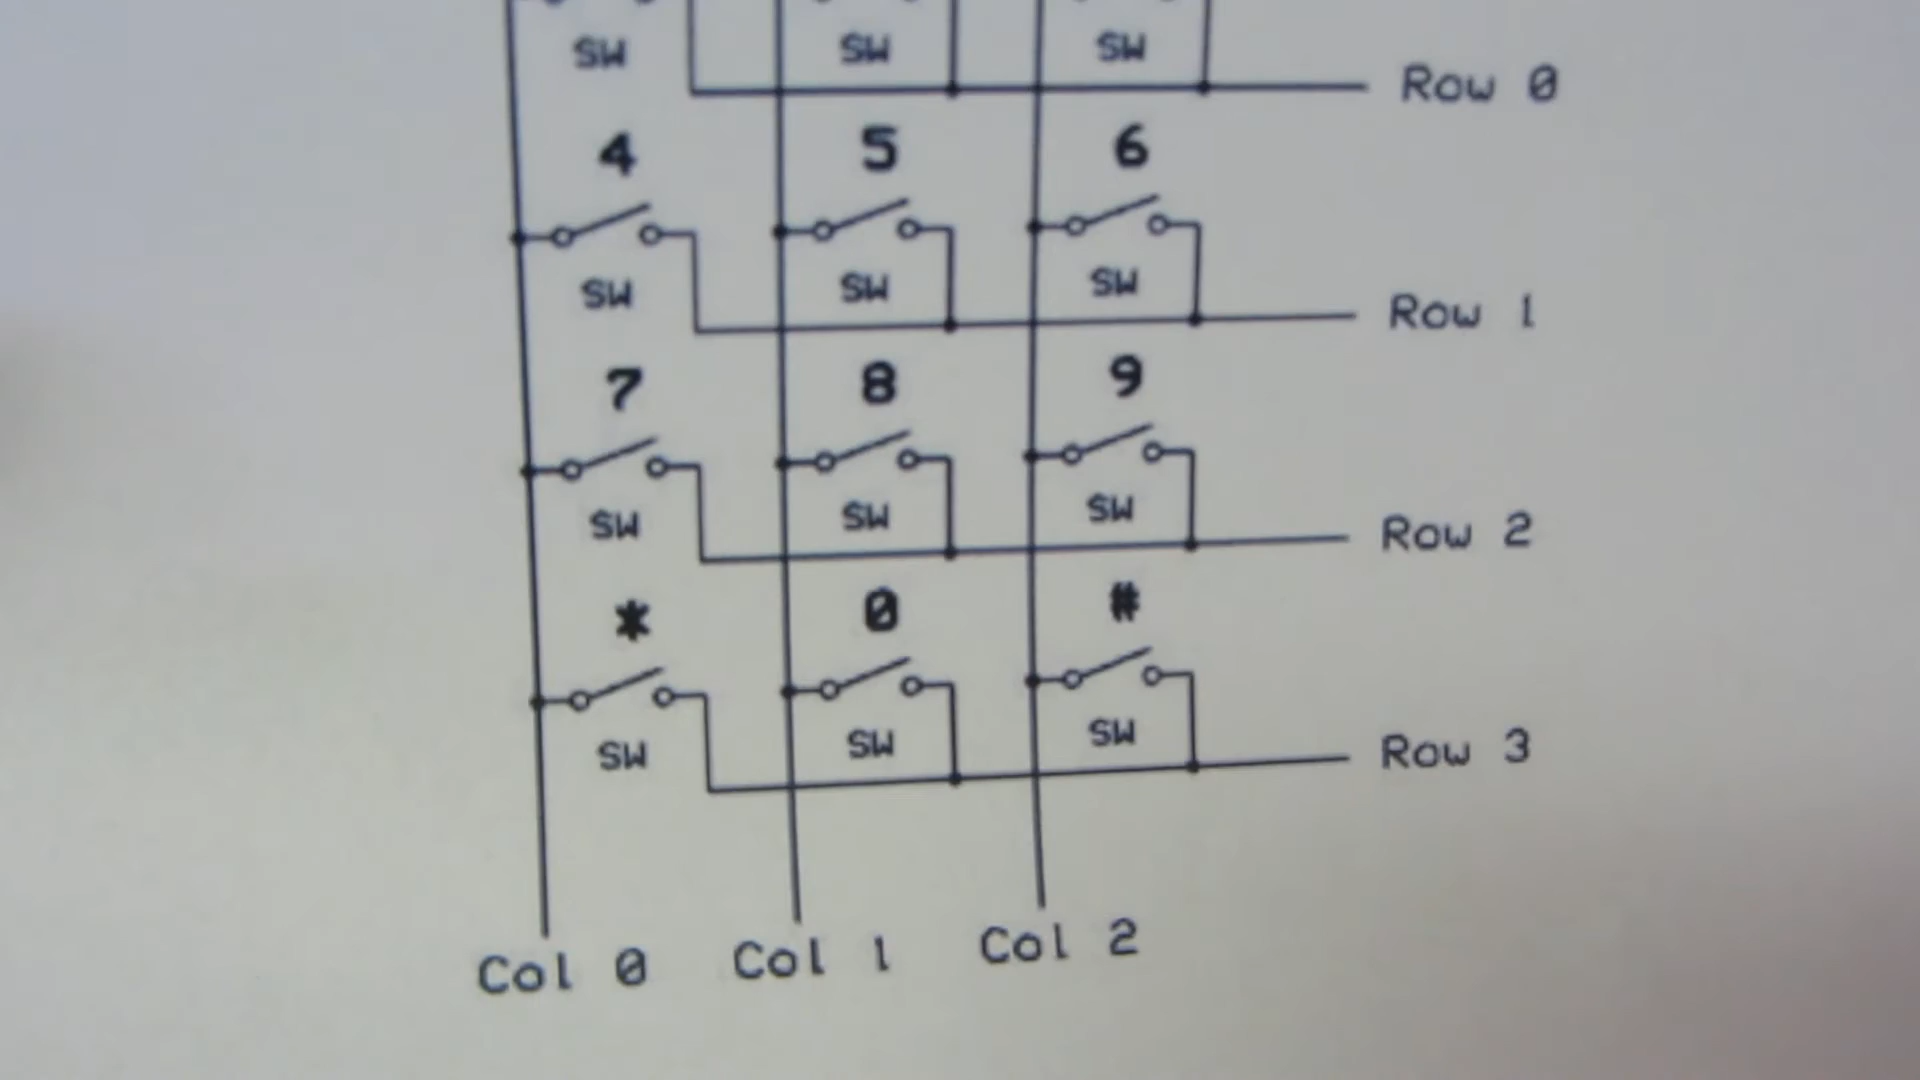 SW SW SW
Row 0
4 5 6
SW SW SW
Row 1
7 8 9
SW SW SW
Row 2
* 0 #
SW SW SW
Row 3
Col 0 Col 1 Col 2